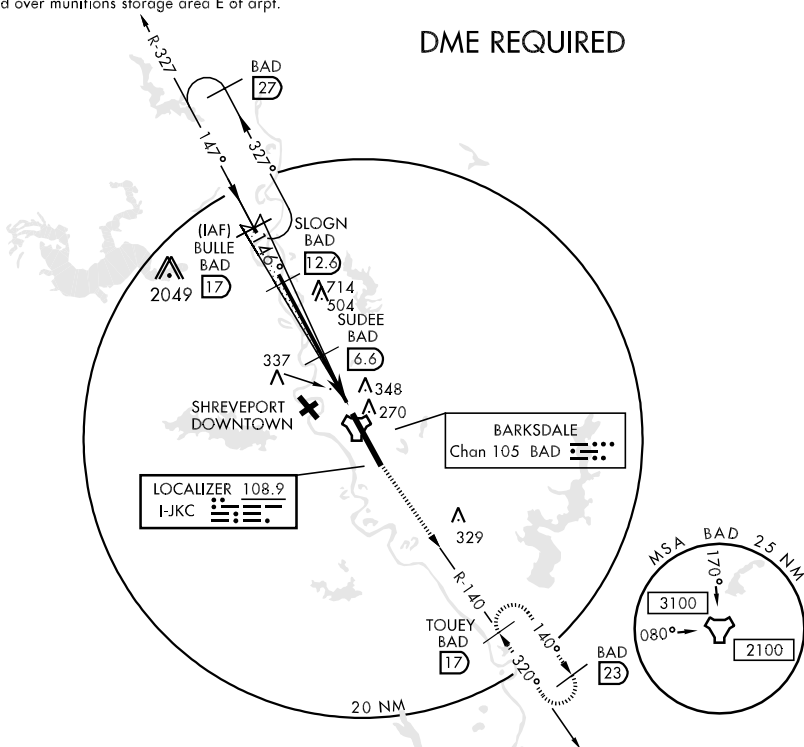 d over munitions storage area E of arpt.
DME REQUIRED
R-327
BAD
27
147°
327°
(IAF)
BULLE
BAD
17
146°
SLOGN
BAD
12.6
2049
714
504
SUDEE
BAD
6.6
337
348
270
SHREVEPORT
DOWNTOWN
BARKSDALE
Chan 105 BAD
LOCALIZER 108.9
I-JKC
329
R-140
TOUEY
BAD
17
140°
320°
BAD
23
20 NM
MSA BAD 25 NM
170°
3100
080°
2100